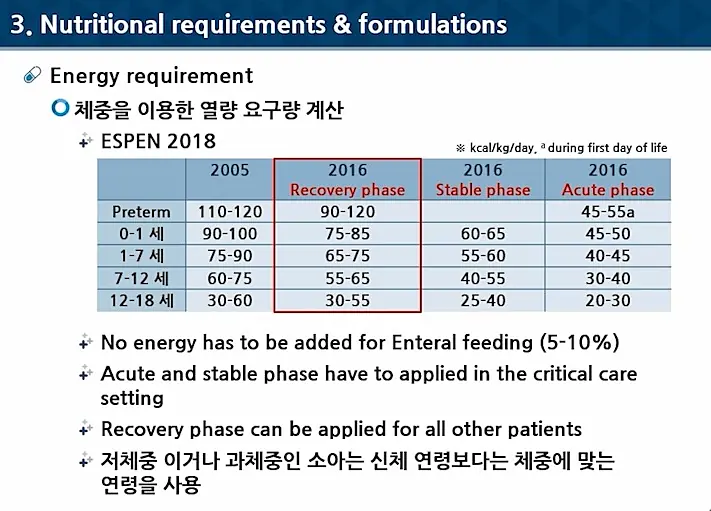 3. Nutritional requirements & formulations
Energy requirement
체중을 이용한 열량 요구량 계산
ESPEN 2018
※ kcal/kg/day, a during first day of life
2005 2016 2016 2016
Recovery phase Stable phase Acute phase
Preterm 110-120 90-120 45-55a
0-1 세 90-100 75-85 60-65 45-50
1-7 세 75-90 65-75 55-60 40-45
7-12 세 60-75 55-65 40-55 30-40
12-18 세 30-60 30-55 25-40 20-30
No energy has to be added for Enteral feeding (5-10%)
Acute and stable phase have to applied in the critical care
setting
Recovery phase can be applied for all other patients
저체중 이거나 과체중인 소아는 신체 연령보다는 체중에 맞는
연령을 사용